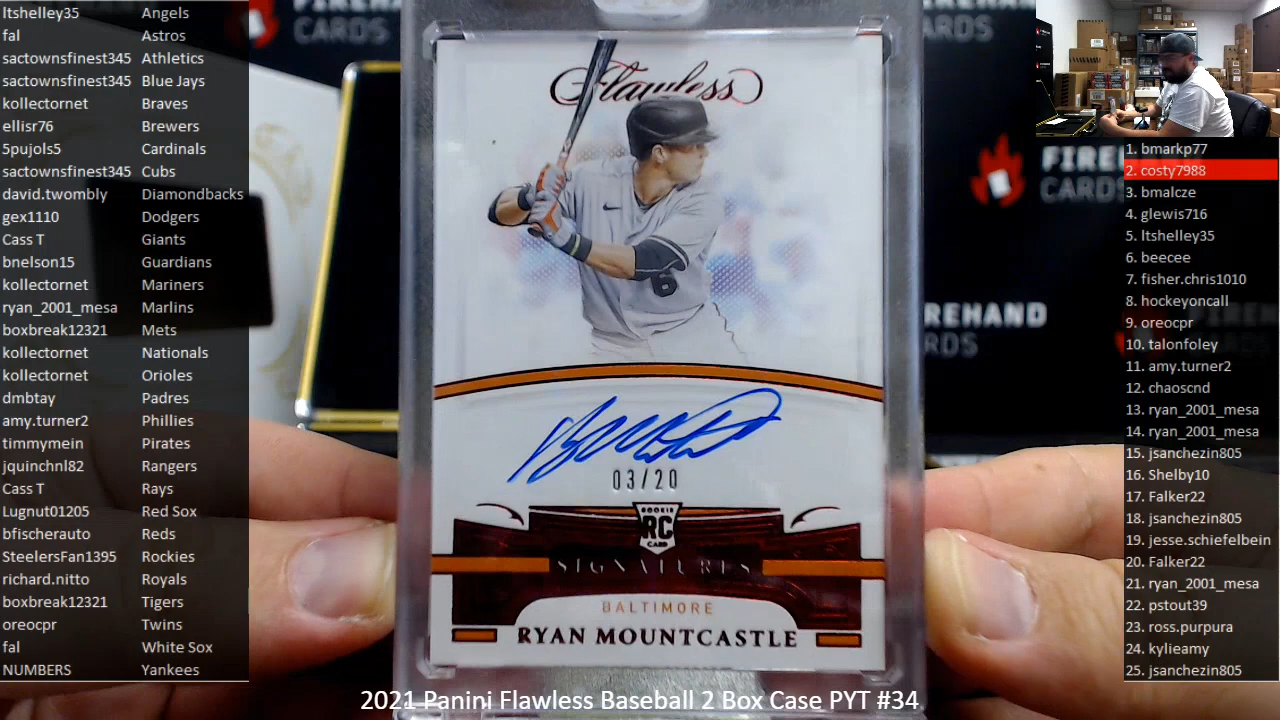 ltshelley35 Angels
fal Astros
sactownsfinest345 Athletics
sactownsfinest345 Blue Jays
kollectornet Braves
ellisr76 Brewers
5pujols5 Cardinals
sactownsfinest345 Cubs
david.twombly Diamondbacks
gex1110 Dodgers
Cass T Giants
bnelson15 Guardians
kollectornet Mariners
ryan_2001_mesa Marlins
boxbreak12321 Mets
kollectornet Nationals
kollectornet Orioles
dmbtay Padres
amy.turner2 Phillies
timmymein Pirates
jquinchnl82 Rangers
Cass T Rays
Lugnut01205 Red Sox
bfischerauto Reds
SteelersFan1395 Rockies
richard.nitto Royals
boxbreak12321 Tigers
oreocpr Twins
fal White Sox
NUMBERS Yankees
CARDS
Flawless
6
03/20
ROOKIE
RC
CARD
SIGNATURES
BALTIMORE
RYAN MOUNTCASTLE
CARDS
FIREHAND
CARDS
FIREH
CARDS
1. bmarkp77
2. costy7988
3. bmalcze
4. glewis716
5. ltshelley35
6. beecee
7. fisher.chris1010
8. hockeyoncall
9. oreocpr
10. talonfoley
11. amy.turner2
12. chaoscnd
13. ryan_2001_mesa
14. ryan_2001_mesa
15. jsanchezin805
16. Shelby10
17. Falker22
18. jsanchezin805
19. jesse.schiefelbein
20. Falker22
21. ryan_2001_mesa
22. pstout39
23. ross.purpura
24. kylieamy
25. jsanchezin805
2021 Panini Flawless Baseball 2 Box Case PYT #34